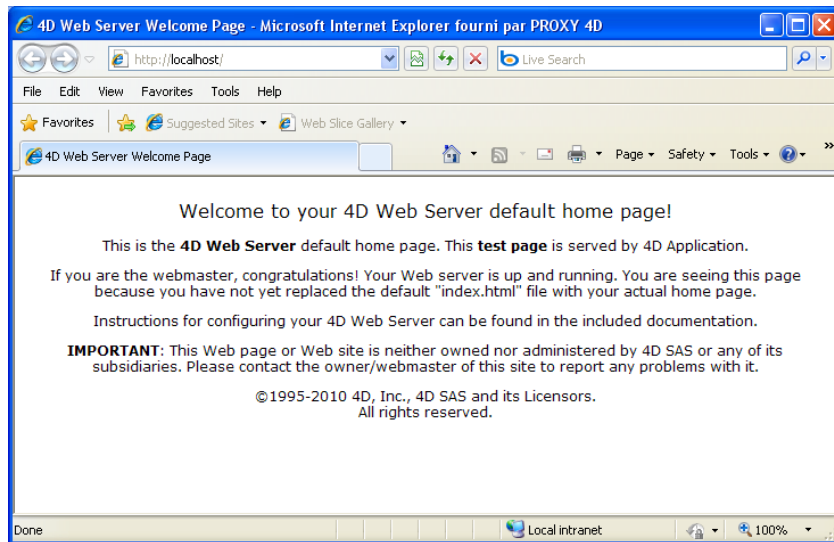 4D Web Server Welcome Page - Microsoft Internet Explorer fourni par PROXY 4D
http://localhost/
Live Search
File Edit View Favorites Tools Help
Favorites Suggested Sites Web Slice Gallery
4D Web Server Welcome Page
Page Safety Tools
Welcome to your 4D Web Server default home page!
This is the 4D Web Server default home page. This test page is served by 4D Application.
If you are the webmaster, congratulations! Your Web server is up and running. You are seeing this page
because you have not yet replaced the default "index.html" file with your actual home page.
Instructions for configuring your 4D Web Server can be found in the included documentation.
IMPORTANT: This Web page or Web site is neither owned nor administered by 4D SAS or any of its
subsidiaries. Please contact the owner/webmaster of this site to report any problems with it.
©1995-2010 4D, Inc., 4D SAS and its Licensors.
All rights reserved.
Done Local intranet 100%